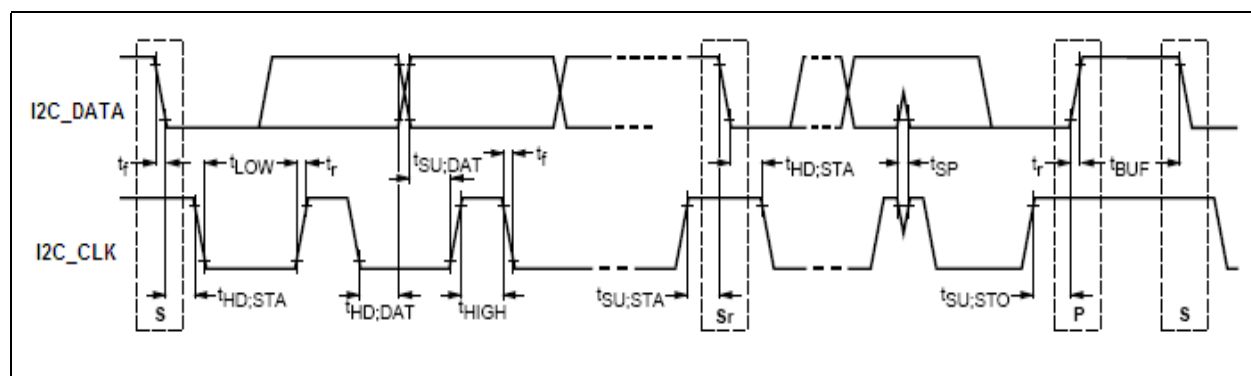 I2C_DATA
tf
tLOW
tr
tSU;DAT
tf
tHD;STA
tSP
tr
tBUF
I2C_CLK
tHD;STA
tHD;DAT
tHIGH
tSU;STA
tSU;STO
S
Sr
P
S